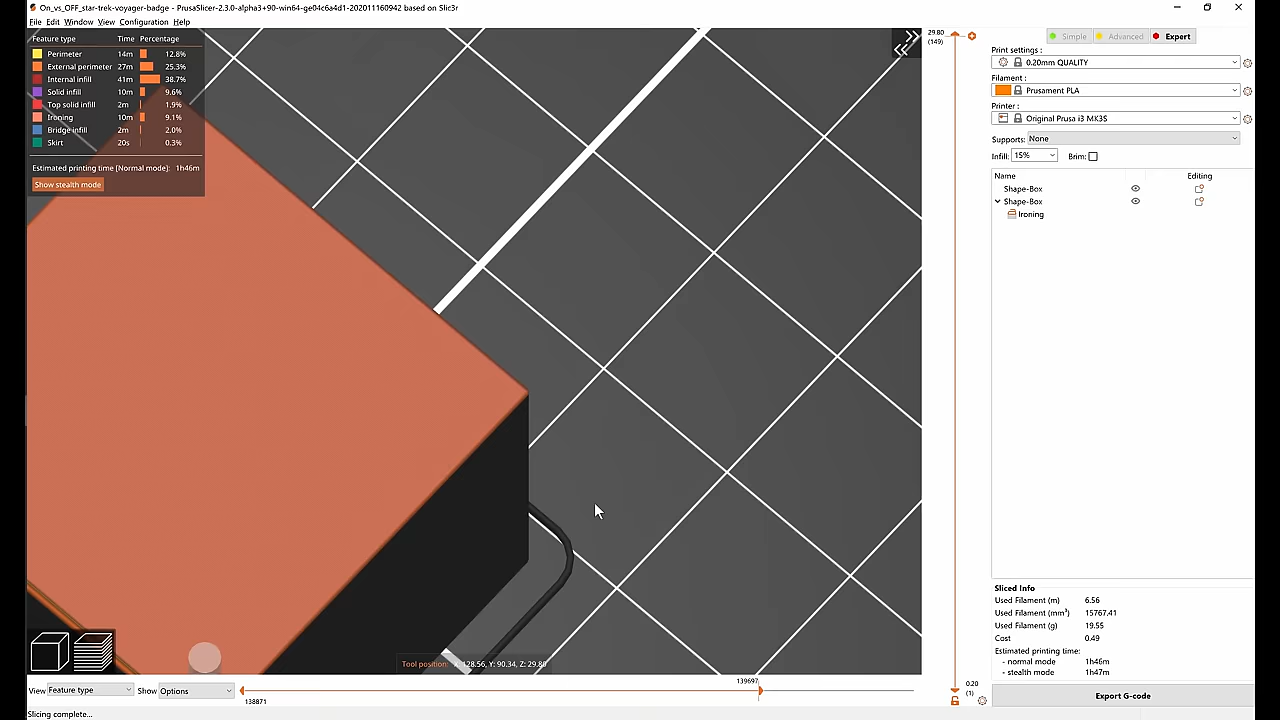 On_vs_OFF_star-trek-voyager-badge - PrusaSlicer-2.3.0-alpha3+90-win64-ge04c6a4d1-202011160942 based on Slic3r
File Edit Window View Configuration Help
Feature type Time Percentage
Perimeter 14m 12.8%
External perimeter 27m 25.3%
Internal infill 41m 38.7%
Solid infill 10m 9.6%
Top solid infill 2m 1.9%
Ironing 10m 9.1%
Bridge infill 2m 2.0%
Skirt 20s 0.3%
Estimated printing time [Normal mode]: 1h46m
Show stealth mode
29.80
(149)
Simple Advanced Expert
Print settings :
0.20mm QUALITY
Filament :
Prusament PLA
Printer :
Original Prusa i3 MK3S
Supports: None
Infill: 15% Brim:
Name Editing
Shape-Box
Shape-Box
Ironing
Sliced Info
Used Filament (m) 6.56
Used Filament (mm³) 15767.41
Used Filament (g) 19.55
Cost 0.49
Estimated printing time:
- normal mode 1h46m
- stealth mode 1h47m
Export G-code
Tool position: X: 128.56, Y: 90.34, Z: 29.80
0.20
(1)
View Feature type Show Options
139697
138871
Slicing complete...